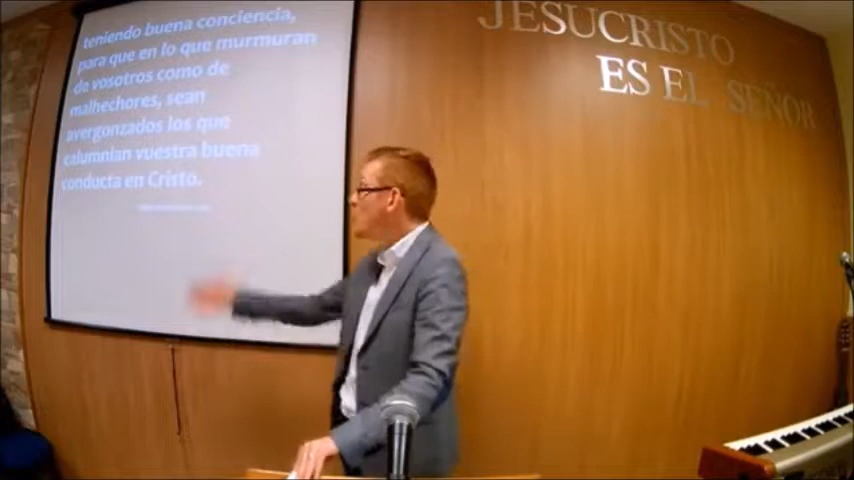 teniendo buena conciencia,
para que en lo que murmuran
de vosotros como de
malhechores, sean
avergonzados los que
calumnian vuestra buena
conducta en Cristo.
JESUCRISTO
ES EL SEÑOR